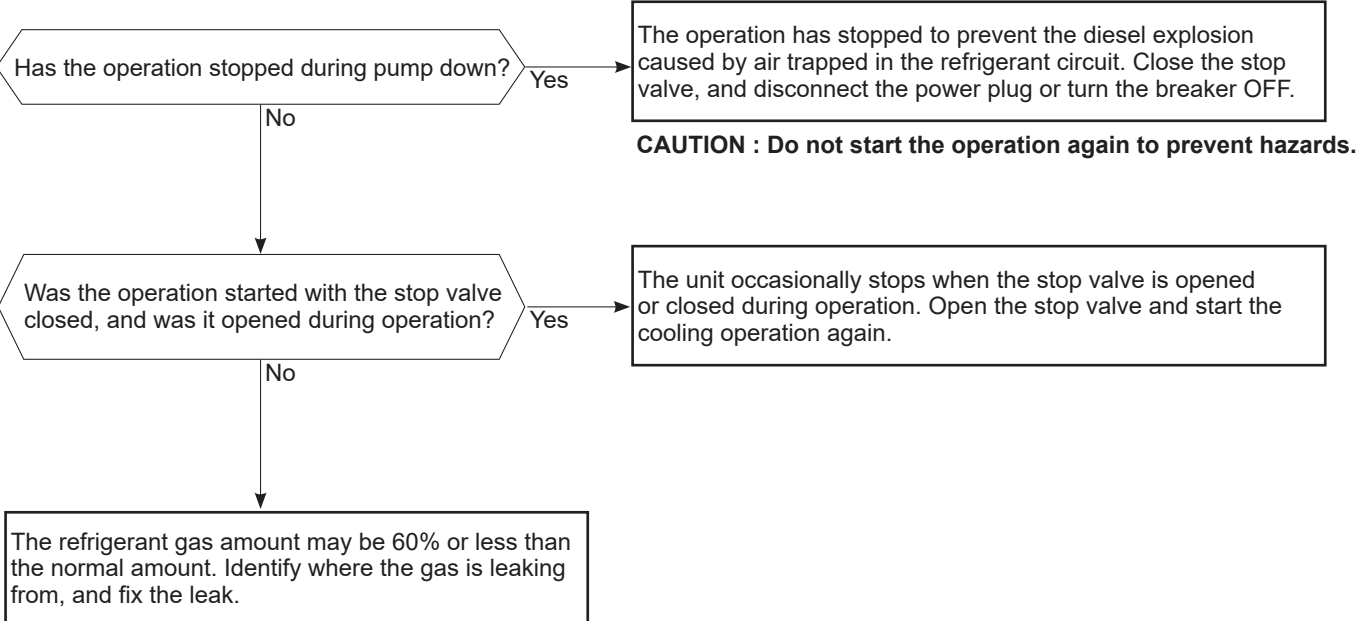 Has the operation stopped during pump down?
Yes
The operation has stopped to prevent the diesel explosion
caused by air trapped in the refrigerant circuit. Close the stop
valve, and disconnect the power plug or turn the breaker OFF.
CAUTION : Do not start the operation again to prevent hazards.
No
Was the operation started with the stop valve
closed, and was it opened during operation?
Yes
The unit occasionally stops when the stop valve is opened
or closed during operation. Open the stop valve and start the
cooling operation again.
No
The refrigerant gas amount may be 60% or less than
the normal amount. Identify where the gas is leaking
from, and fix the leak.